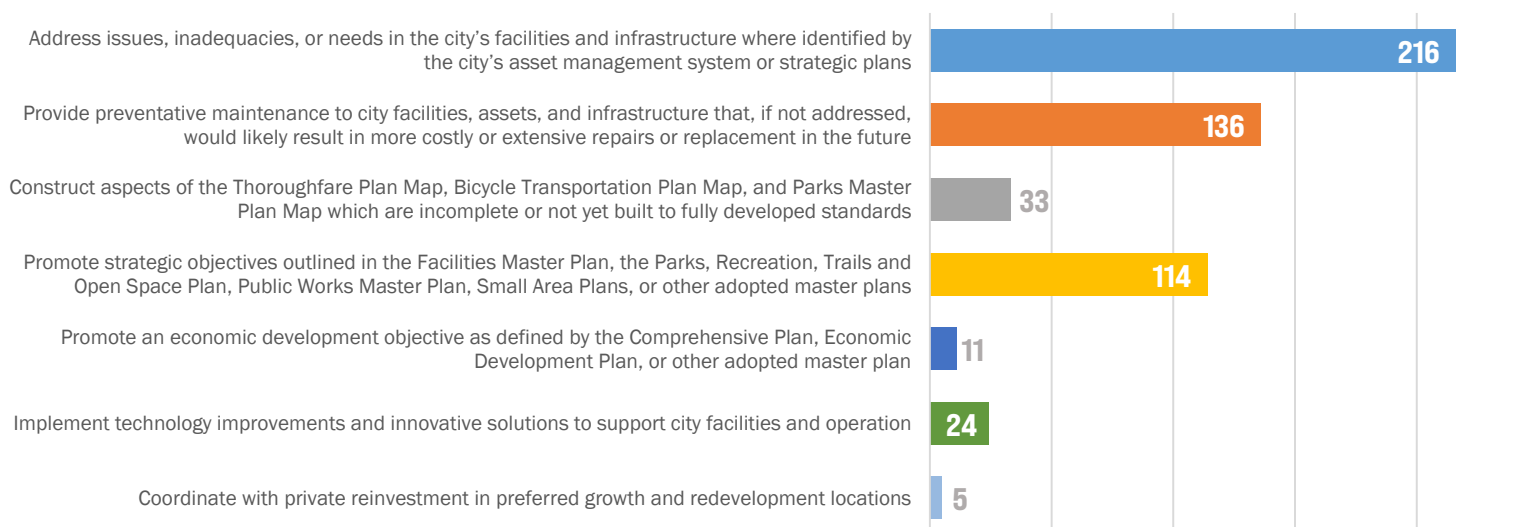 Address issues, inadequacies, or needs in the city’s facilities and infrastructure where identified by
the city’s asset management system or strategic plans
216
Provide preventative maintenance to city facilities, assets, and infrastructure that, if not addressed,
would likely result in more costly or extensive repairs or replacement in the future
136
Construct aspects of the Thoroughfare Plan Map, Bicycle Transportation Plan Map, and Parks Master
Plan Map which are incomplete or not yet built to fully developed standards
33
Promote strategic objectives outlined in the Facilities Master Plan, the Parks, Recreation, Trails and
Open Space Plan, Public Works Master Plan, Small Area Plans, or other adopted master plans
114
Promote an economic development objective as defined by the Comprehensive Plan, Economic
Development Plan, or other adopted master plan
11
Implement technology improvements and innovative solutions to support city facilities and operation
24
Coordinate with private reinvestment in preferred growth and redevelopment locations
5